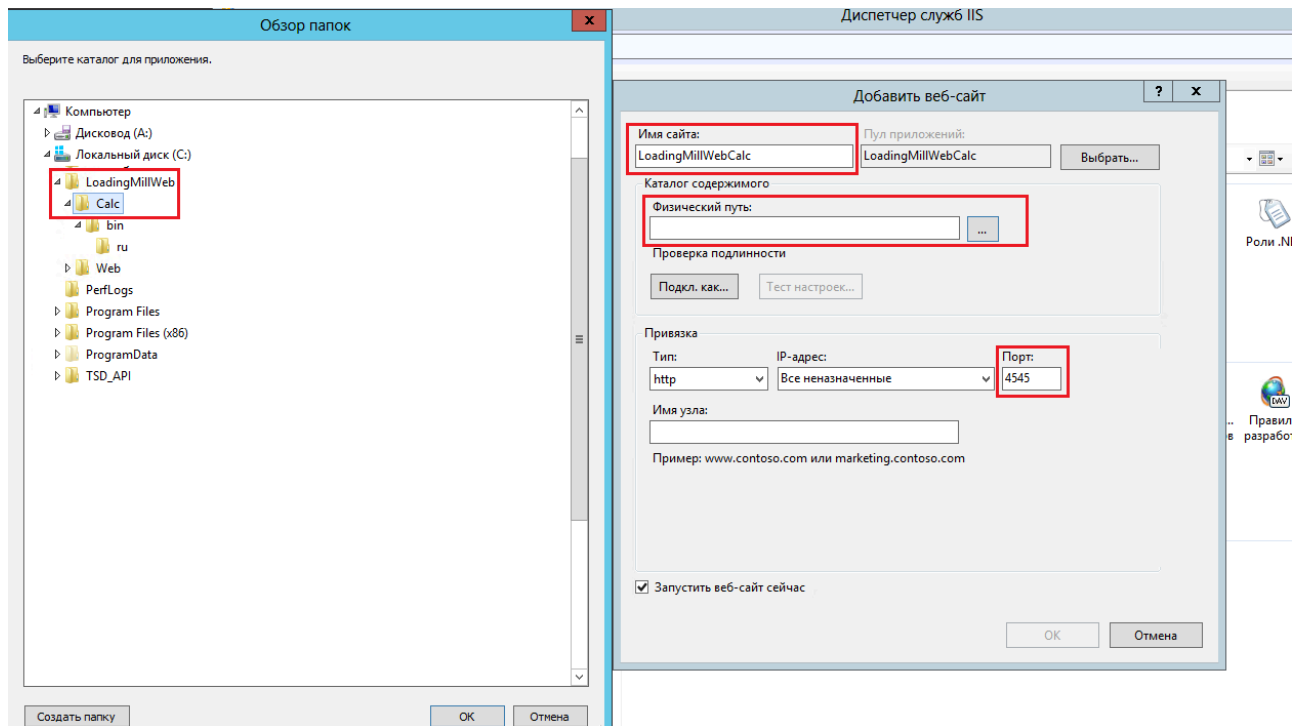 Обзор папок
x
Выберите каталог для приложения.
Компьютер
Дисковод (A:)
Локальный диск (C:)
LoadingMillWeb
Calc
bin
ru
Web
PerfLogs
Program Files
Program Files (x86)
ProgramData
TSD_API
Создать папку
OK
Отмена
Диспетчер служб IIS
Добавить веб-сайт
? x
Имя сайта:
Пул приложений:
LoadingMillWebCalc
LoadingMillWebCalc
Выбрать...
Каталог содержимого
Физический путь:
...
Проверка подлинности
Подкл. как...
Тест настроек...
Привязка
Тип:
IP-адрес:
Порт:
http
Все неназначенные
4545
Имя узла:
Пример: www.contoso.com или marketing.contoso.com
Запустить веб-сайт сейчас
OK
Отмена
Роли .N
DAV
Правил
разработ